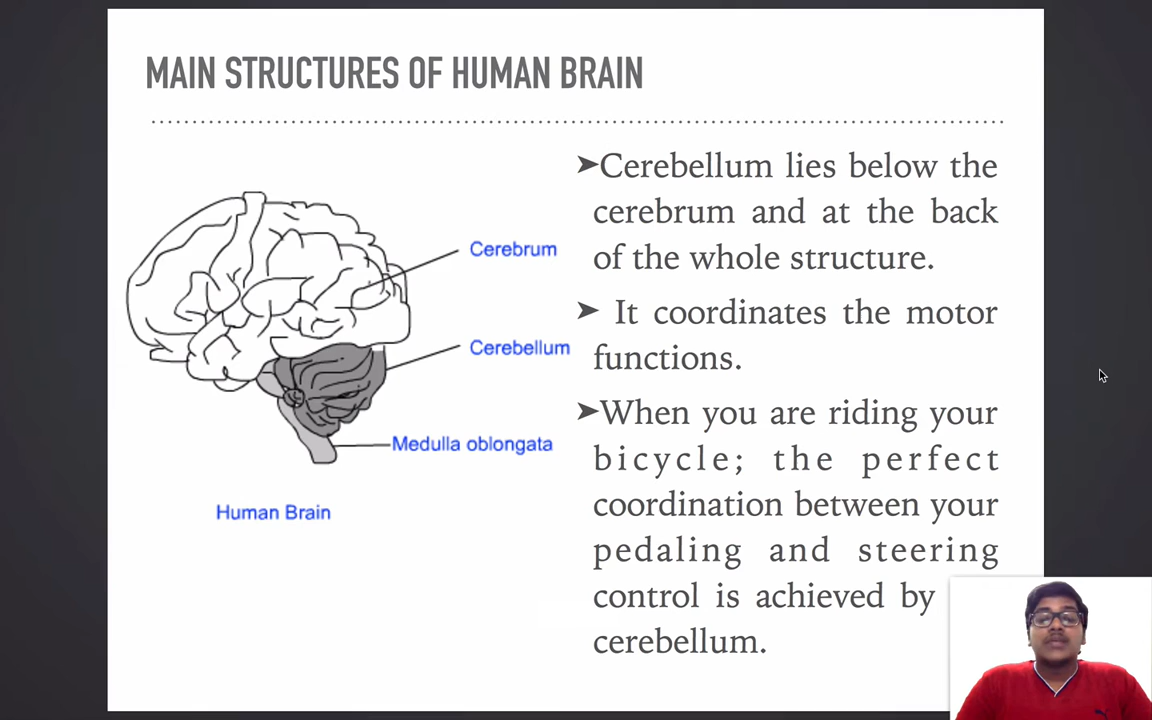 MAIN STRUCTURES OF HUMAN BRAIN
Cerebrum
Cerebellum
Medulla oblongata
Human Brain
➤Cerebellum lies below the
cerebrum and at the back
of the whole structure.
➤ It coordinates the motor
functions.
➤When you are riding your
bicycle; the perfect
coordination between your
pedaling and steering
control is achieved by
cerebellum.